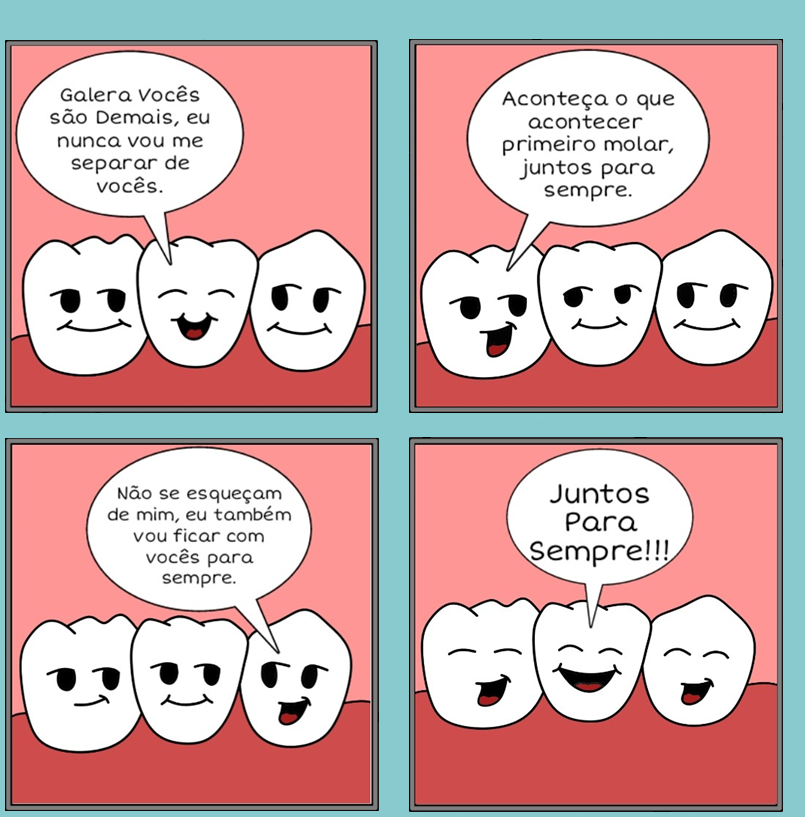 Galera Vocês
são Demais, eu
nunca vou me
separar de
vocês.
Aconteça o que
acontecer
primeiro molar,
juntos para
sempre.
Não se esqueçam
de mim, eu também
vou ficar com
vocês para
sempre.
Juntos
Para
Sempre!!!